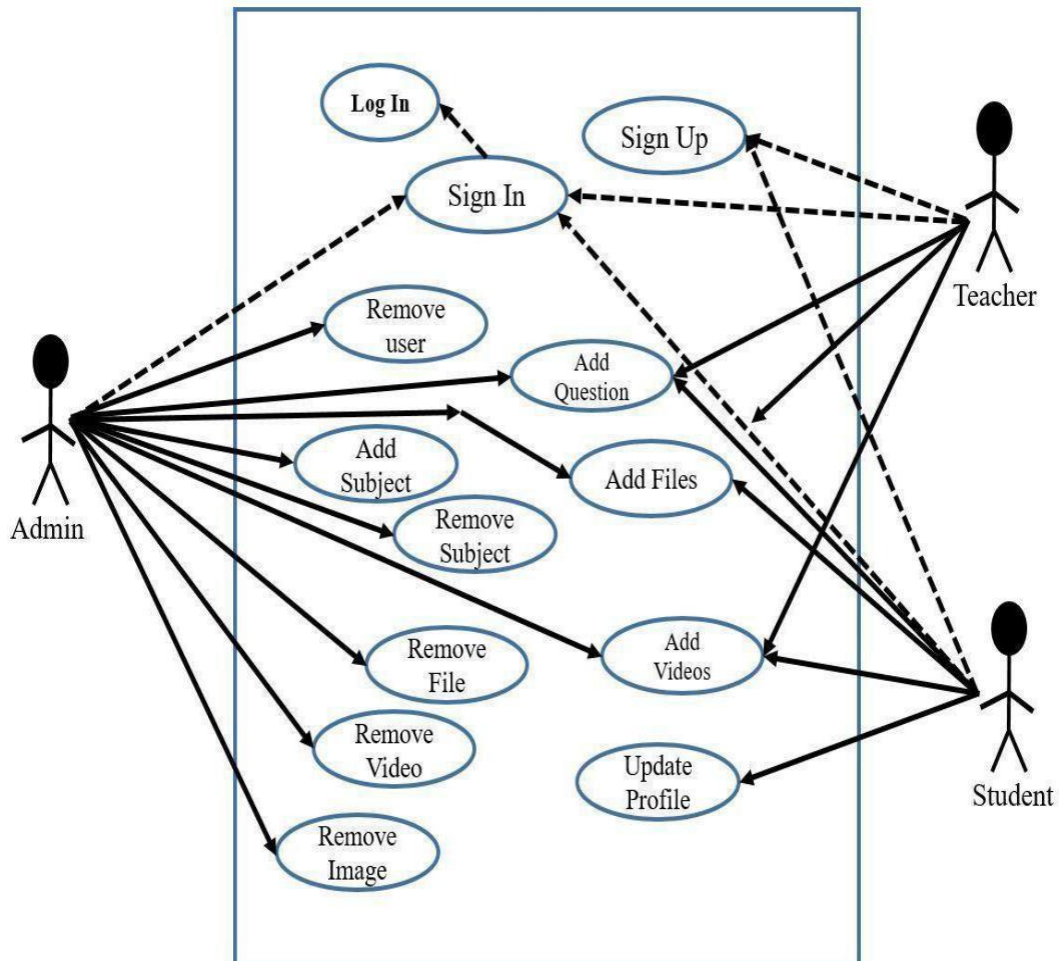 Log In
Sign Up
Sign In
Teacher
Remove
user
Add
Question
Add
Subject
Add Files
Admin
Remove
Subject
Remove
File
Add
Videos
Remove
Video
Update
Profile
Student
Remove
Image